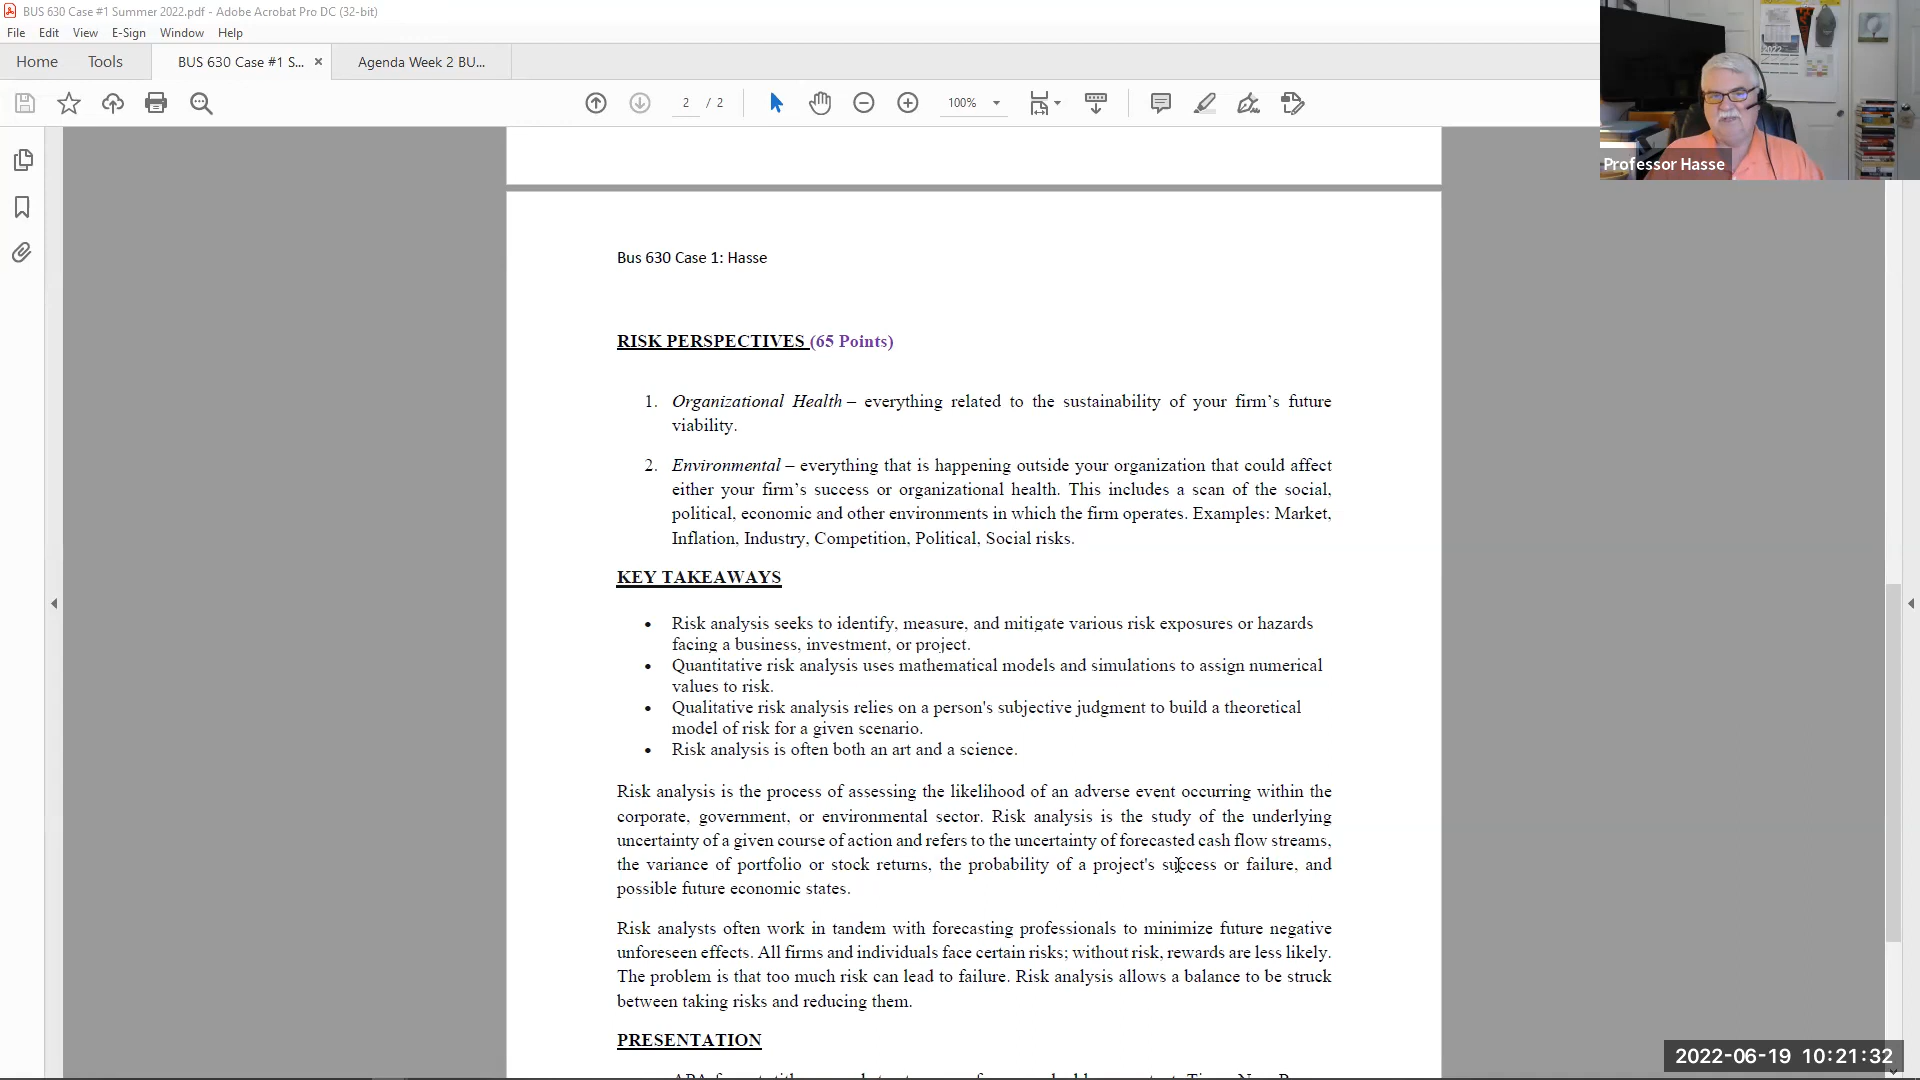 BUS 630 Case #1 Summer 2022.pdf - Adobe Acrobat Pro DC (32-bit)
File Edit View E-Sign Window Help
Home Tools BUS 630 Case #1 S... × Agenda Week 2 BU...
2 / 2 100%
2022
Professor Hasse
Bus 630 Case 1: Hasse
RISK PERSPECTIVES (65 Points)
1. Organizational Health – everything related to the sustainability of your firm's future
viability.
2. Environmental – everything that is happening outside your organization that could affect
either your firm's success or organizational health. This includes a scan of the social,
political, economic and other environments in which the firm operates. Examples: Market,
Inflation, Industry, Competition, Political, Social risks.
KEY TAKEAWAYS
• Risk analysis seeks to identify, measure, and mitigate various risk exposures or hazards
facing a business, investment, or project.
• Quantitative risk analysis uses mathematical models and simulations to assign numerical
values to risk.
• Qualitative risk analysis relies on a person's subjective judgment to build a theoretical
model of risk for a given scenario.
• Risk analysis is often both an art and a science.
Risk analysis is the process of assessing the likelihood of an adverse event occurring within the
corporate, government, or environmental sector. Risk analysis is the study of the underlying
uncertainty of a given course of action and refers to the uncertainty of forecasted cash flow streams,
the variance of portfolio or stock returns, the probability of a project's success or failure, and
possible future economic states.
Risk analysts often work in tandem with forecasting professionals to minimize future negative
unforeseen effects. All firms and individuals face certain risks; without risk, rewards are less likely.
The problem is that too much risk can lead to failure. Risk analysis allows a balance to be struck
between taking risks and reducing them.
PRESENTATION
2022-06-19 10:21:32